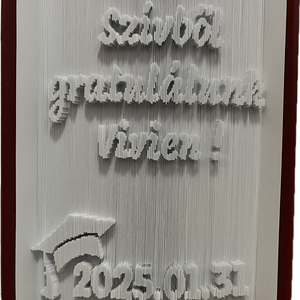 Szívből
gratulálunk
Vivien !
2025.01.31